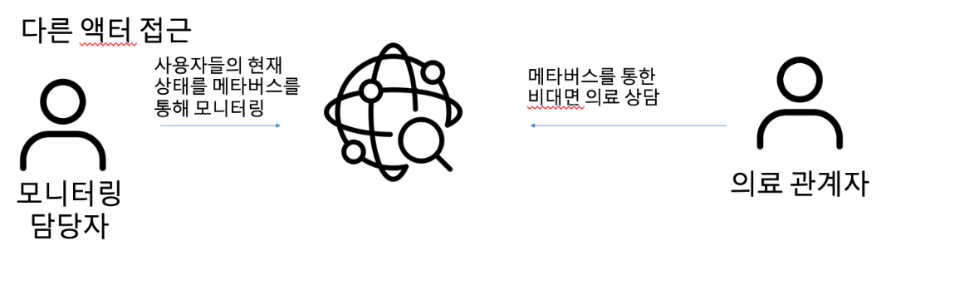 다른 액터 접근
사용자들의 현재
상태를 메타버스를
통해 모니터링
메타버스를 통한
비대면 의료 상담
모니터링
담당자
의료 관계자